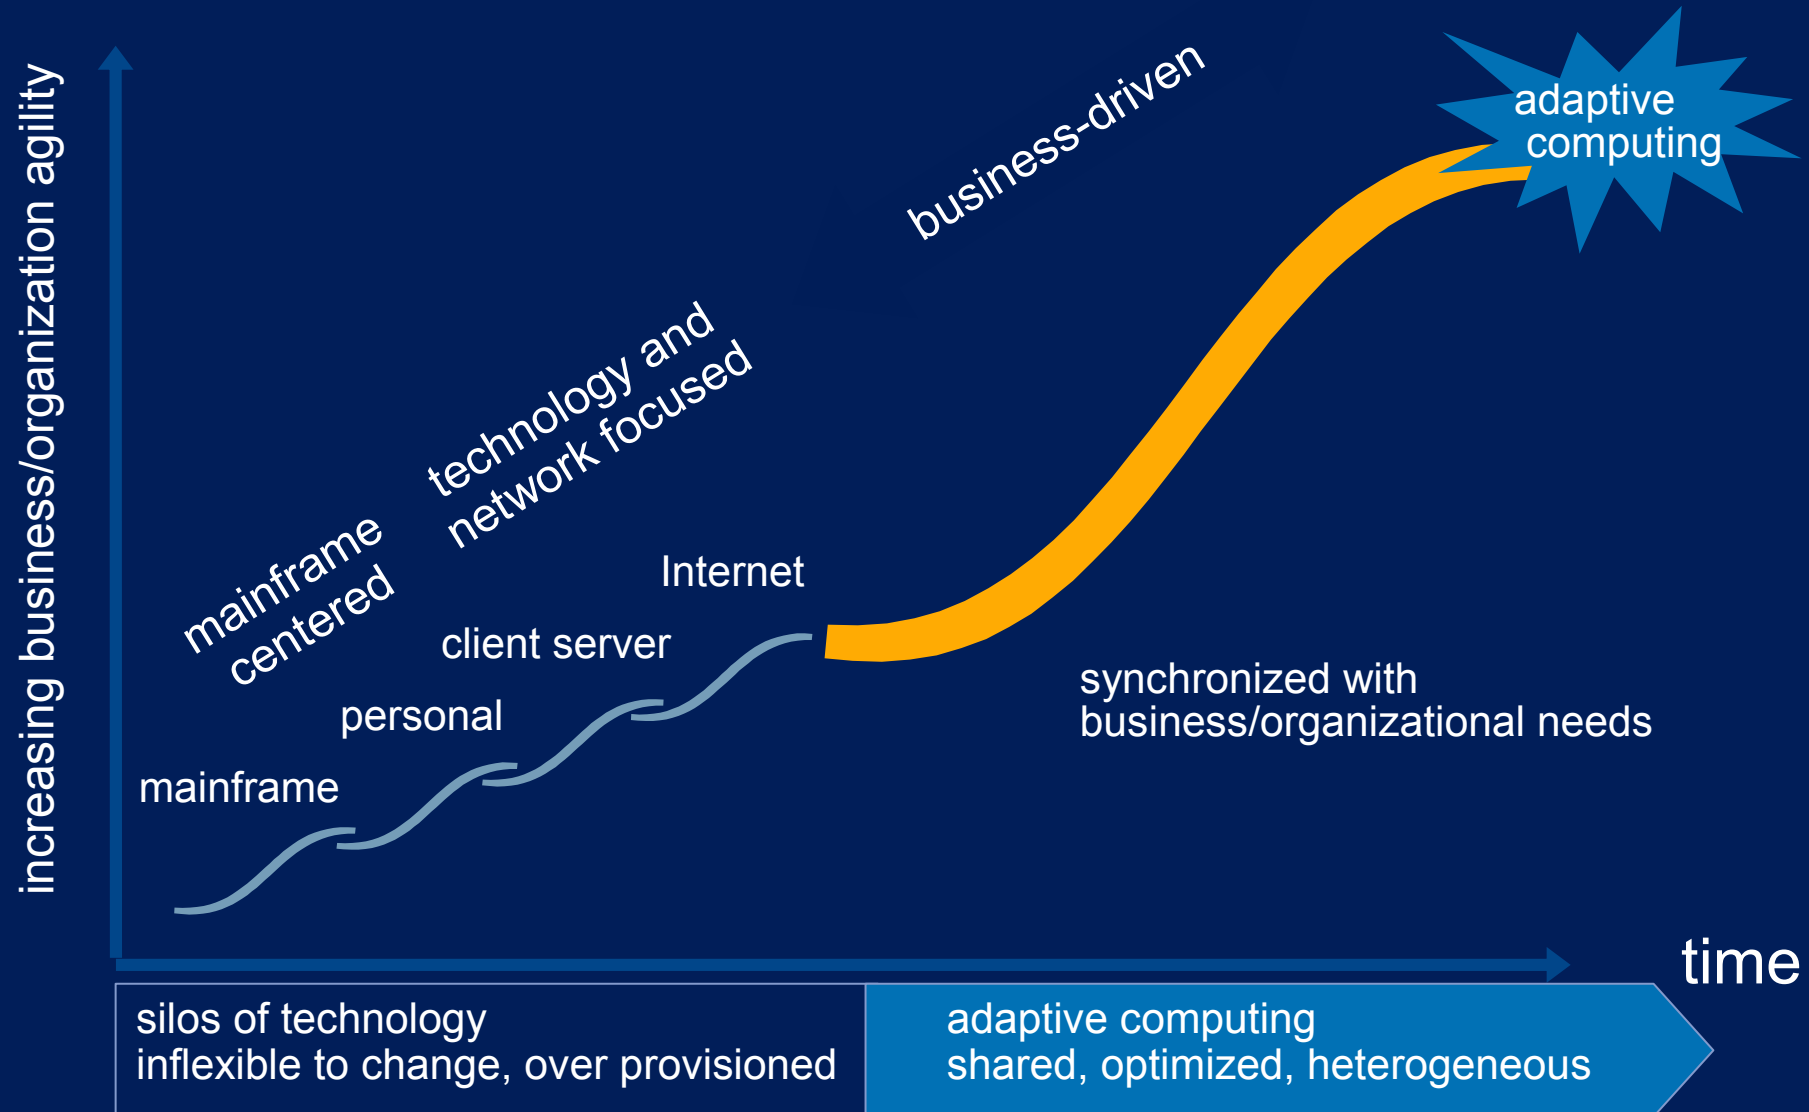 increasing business/organization agility
business-driven
adaptive
computing
technology and
network focused
mainframe
centered
Internet
client server
personal
mainframe
synchronized with
business/organizational needs
time
silos of technology
inflexible to change, over provisioned
adaptive computing
shared, optimized, heterogeneous